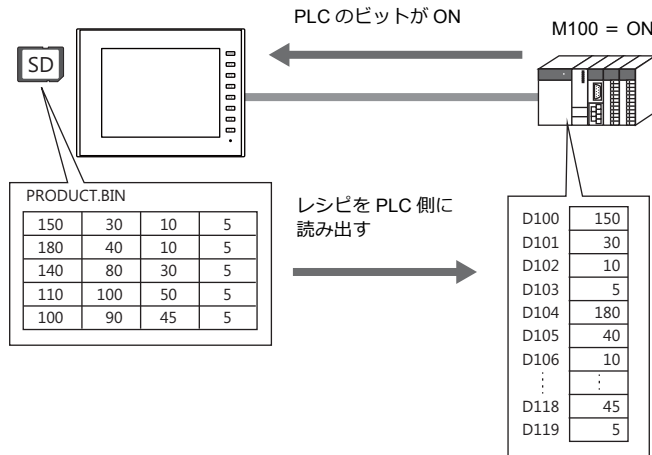 PLC のビットが ON
M100 = ON
SD
PRODUCT.BIN
150 30 10 5
180 40 10 5
140 80 30 5
110 100 50 5
100 90 45 5
レシピを PLC 側に
読み出す
D100 150
D101 30
D102 10
D103 5
D104 180
D105 40
D106 10
D118 45
D119 5